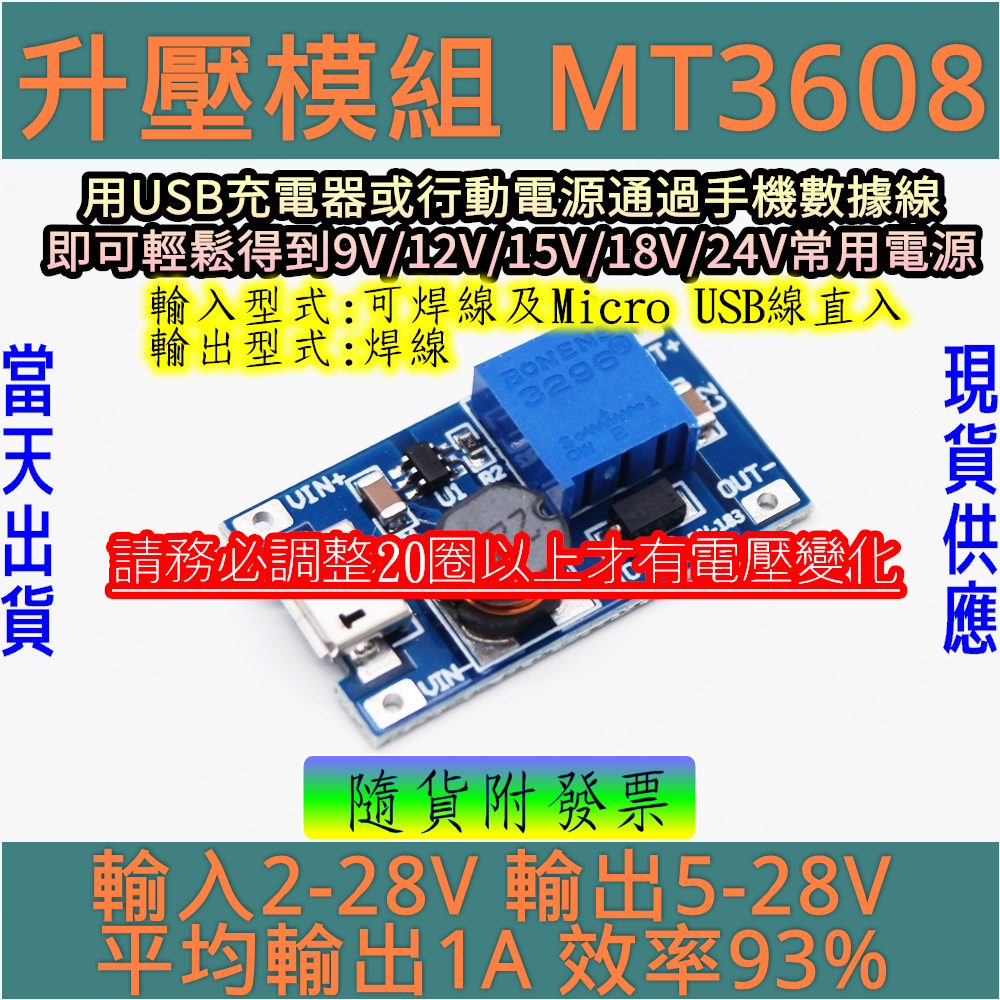 升壓模組 MT3608
用USB充電器或行動電源通過手機數據線
即可輕鬆得到9V/12V/15V/18V/24V常用電源
輸入型式:可焊線及Micro USB線直入
輸出型式:焊線
當天出貨
現貨供應
3296
VIN+
U1
R2
C2
OUT-
請務必調整20圈以上才有電壓變化
VIN-
隨貨附發票
輸入2-28V 輸出5-28V
平均輸出1A 效率93%